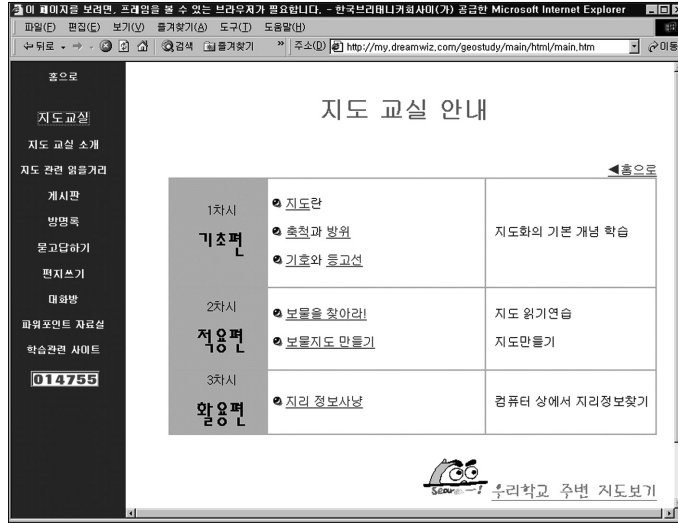 이 페이지를 보려면, 프레임을 볼 수 있는 브라우저가 필요합니다. - 한국브리태니커회사이(가) 공급한 Microsoft Internet Explorer
파일(F) 편집(E) 보기(V) 즐겨찾기(A) 도구(T) 도움말(H)
뒤로 검색 즐겨찾기 » 주소(D) http://my.dreamwiz.com/geostudy/main/html/main.htm 이동
홈으로
지도교실
지도 교실 소개
지도 관련 읽을거리
게시판
방명록
묻고답하기
편지쓰기
대화방
파워포인트 자료실
학습관련 사이트
014755
지도 교실 안내
◀홈으로
1차시
기초편
지도란
축척과 방위
기호와 등고선
지도화의 기본 개념 학습
2차시
적용편
보물을 찾아라!
보물지도 만들기
지도 읽기연습
지도만들기
3차시
활용편
지리 정보사냥
컴퓨터 상에서 지리정보찾기
우리학교 주변 지도보기